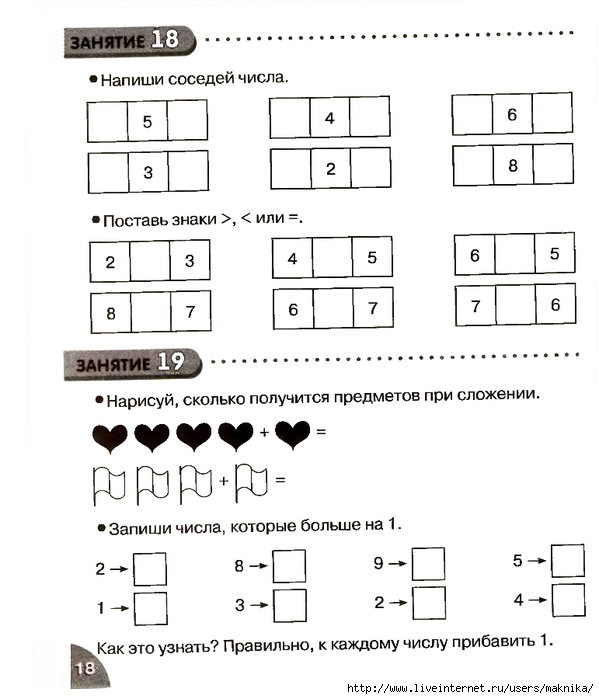 ЗАНЯТИЕ 18
• Напиши соседей числа.
5 4 6
3 2 8
• Поставь знаки >, < или =.
2 3 4 5 6 5
8 7 6 7 7 6
ЗАНЯТИЕ 19
• Нарисуй, сколько получится предметов при сложении.
+ =
+ =
• Запиши числа, которые больше на 1.
2 → 8 → 9 → 5 →
1 → 3 → 2 → 4 →
Как это узнать? Правильно, к каждому числу прибавить 1.
18
http://www.liveinternet.ru/users/maknika/